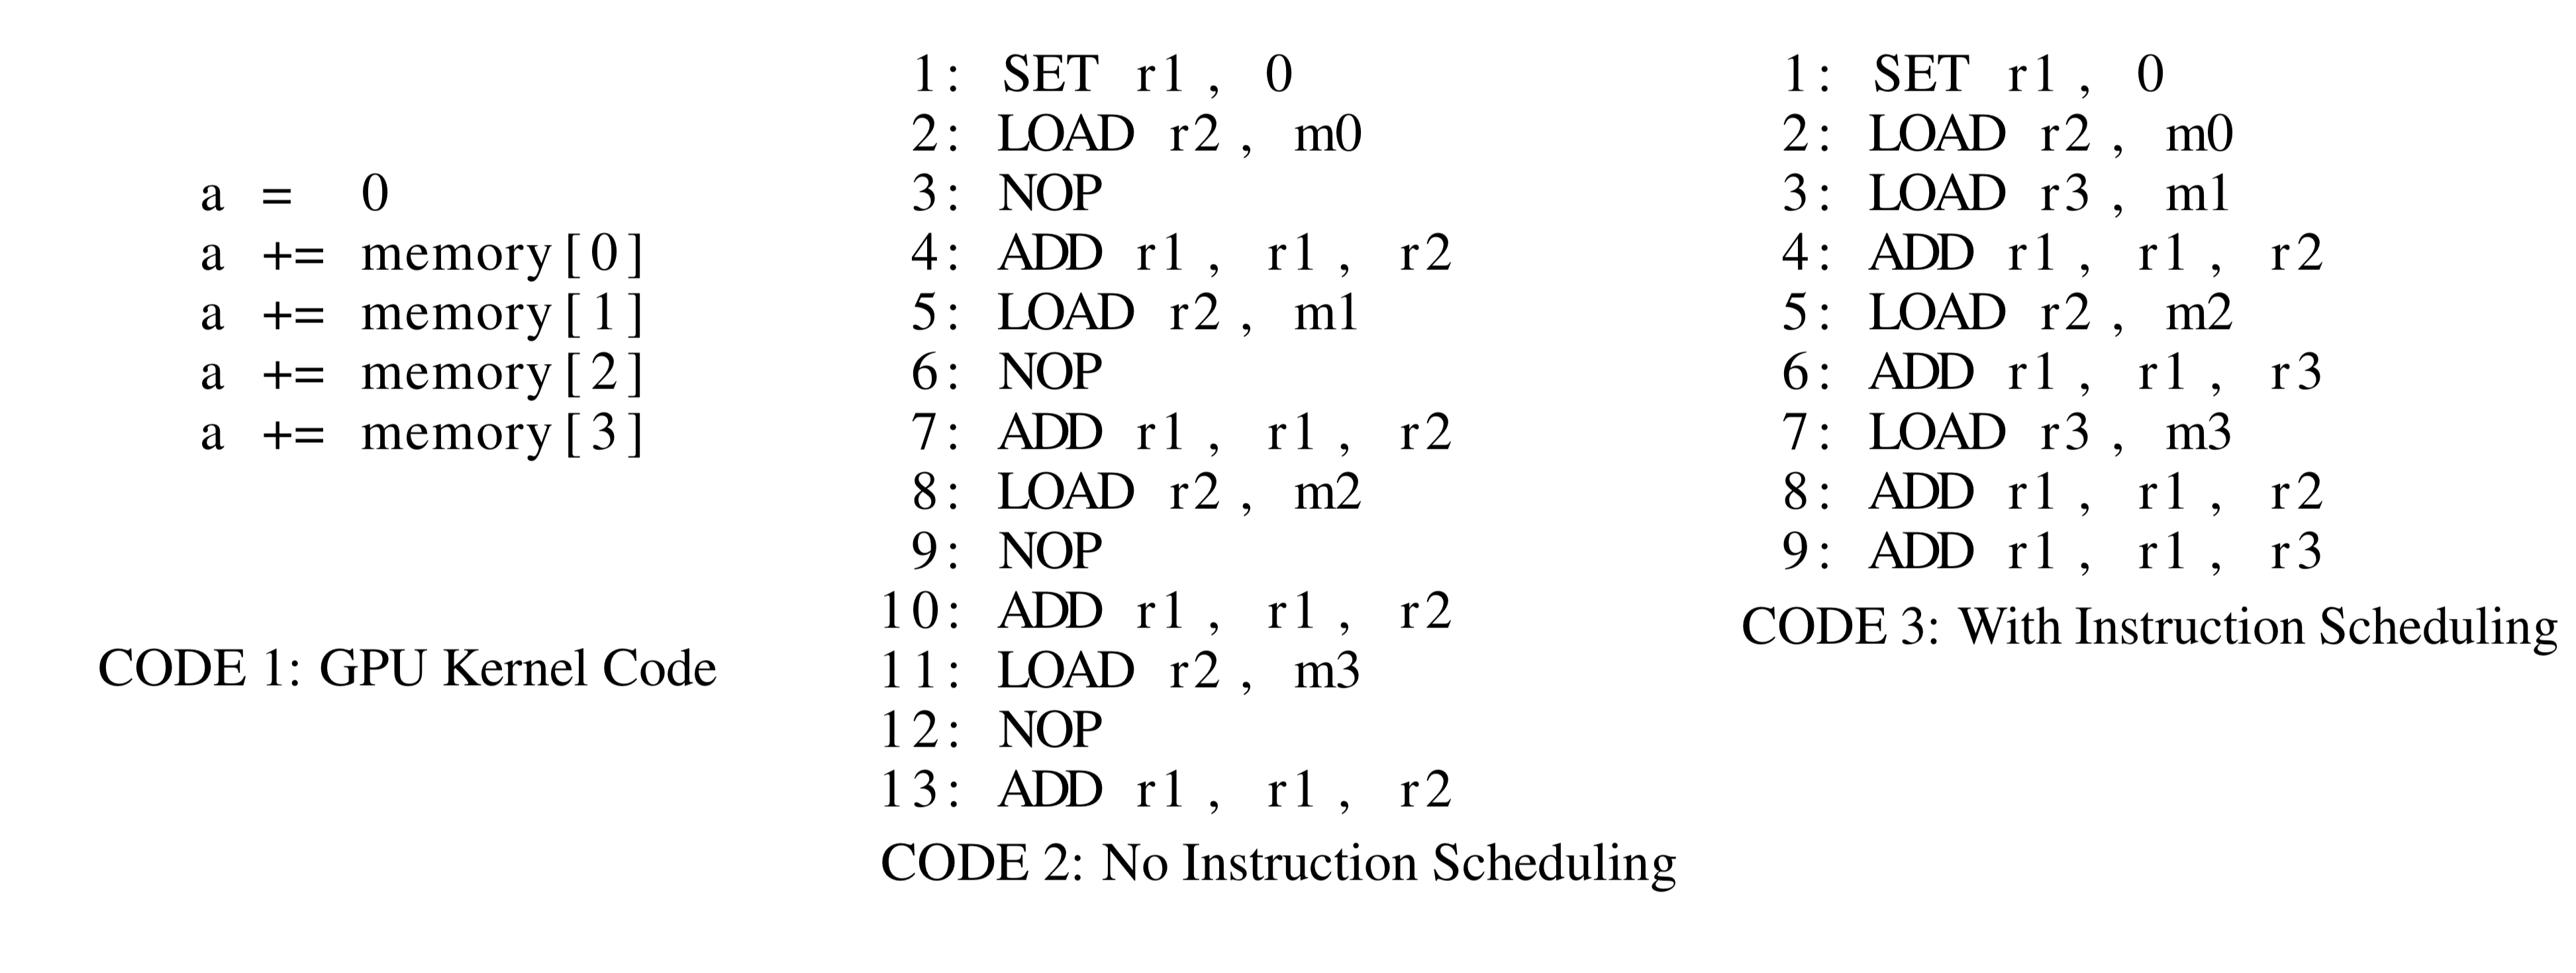 a = 0
a += memory[0]
a += memory[1]
a += memory[2]
a += memory[3]
CODE 1: GPU Kernel Code
1: SET r1, 0
2: LOAD r2, m0
3: NOP
4: ADD r1, r1, r2
5: LOAD r2, m1
6: NOP
7: ADD r1, r1, r2
8: LOAD r2, m2
9: NOP
10: ADD r1, r1, r2
11: LOAD r2, m3
12: NOP
13: ADD r1, r1, r2
CODE 2: No Instruction Scheduling
1: SET r1, 0
2: LOAD r2, m0
3: LOAD r3, m1
4: ADD r1, r1, r2
5: LOAD r2, m2
6: ADD r1, r1, r3
7: LOAD r3, m3
8: ADD r1, r1, r2
9: ADD r1, r1, r3
CODE 3: With Instruction Scheduling